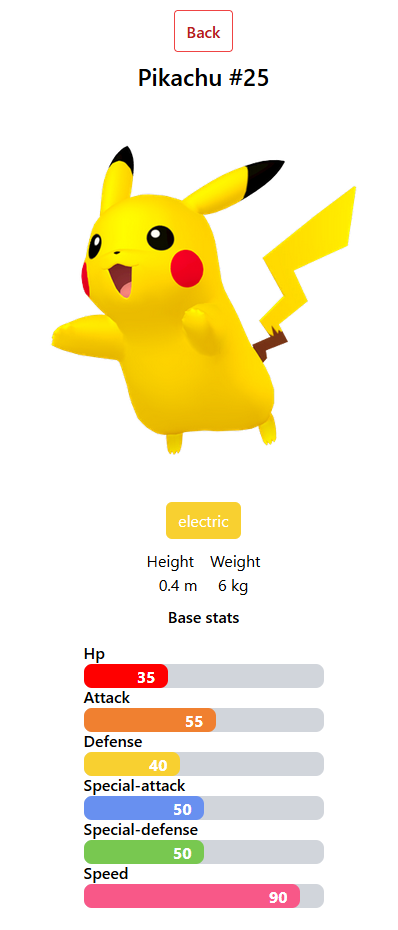 Back
Pikachu #25
electric
Height Weight
0.4 m 6 kg
Base stats
Hp
35
Attack
55
Defense
40
Special-attack
50
Special-defense
50
Speed
90